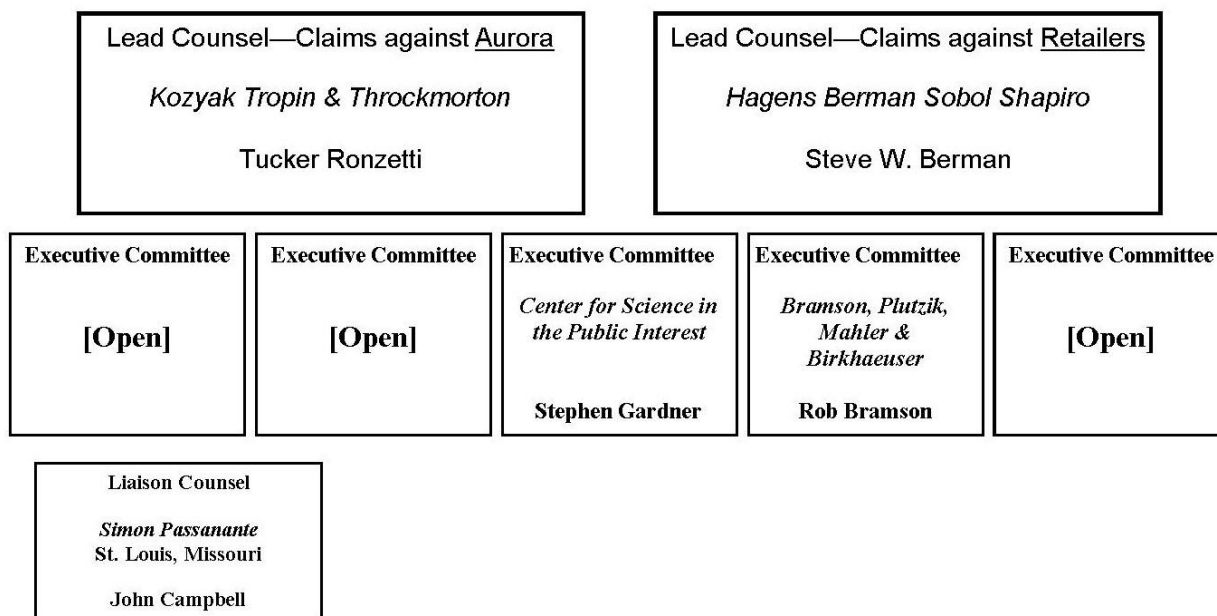 Lead Counsel—Claims against Aurora
Kozyak Tropin & Throckmorton
Tucker Ronzetti
Lead Counsel—Claims against Retailers
Hagens Berman Sobol Shapiro
Steve W. Berman
Executive Committee
[Open]
Executive Committee
[Open]
Executive Committee
Center for Science in
the Public Interest
Stephen Gardner
Executive Committee
Bramson, Plutzik,
Mahler &
Birkhaeuser
Rob Bramson
Executive Committee
[Open]
Liaison Counsel
Simon Passanante
St. Louis, Missouri
John Campbell